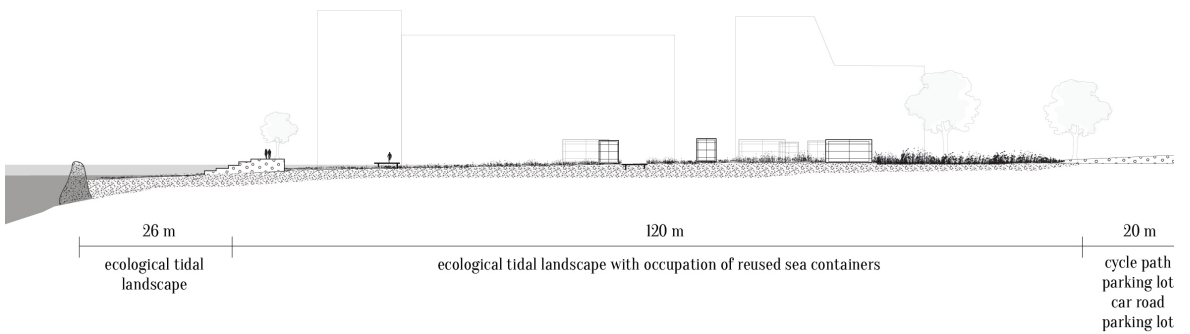 26 m
120 m
20 m
ecological tidal
landscape
ecological tidal landscape with occupation of reused sea containers
cycle path
parking lot
car road
parking lot